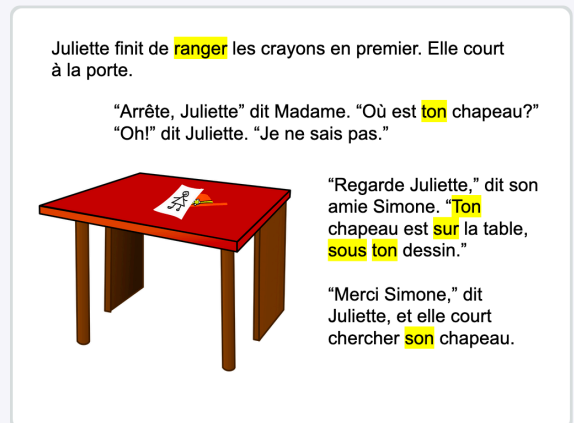 Juliette finit de ranger les crayons en premier. Elle court
à la porte.
“Arrête, Juliette” dit Madame. “Où est ton chapeau?”
“Oh!” dit Juliette. “Je ne sais pas.”
“Regarde Juliette,” dit son
amie Simone. “Ton
chapeau est sur la table,
sous ton dessin.”
“Merci Simone,” dit
Juliette, et elle court
chercher son chapeau.